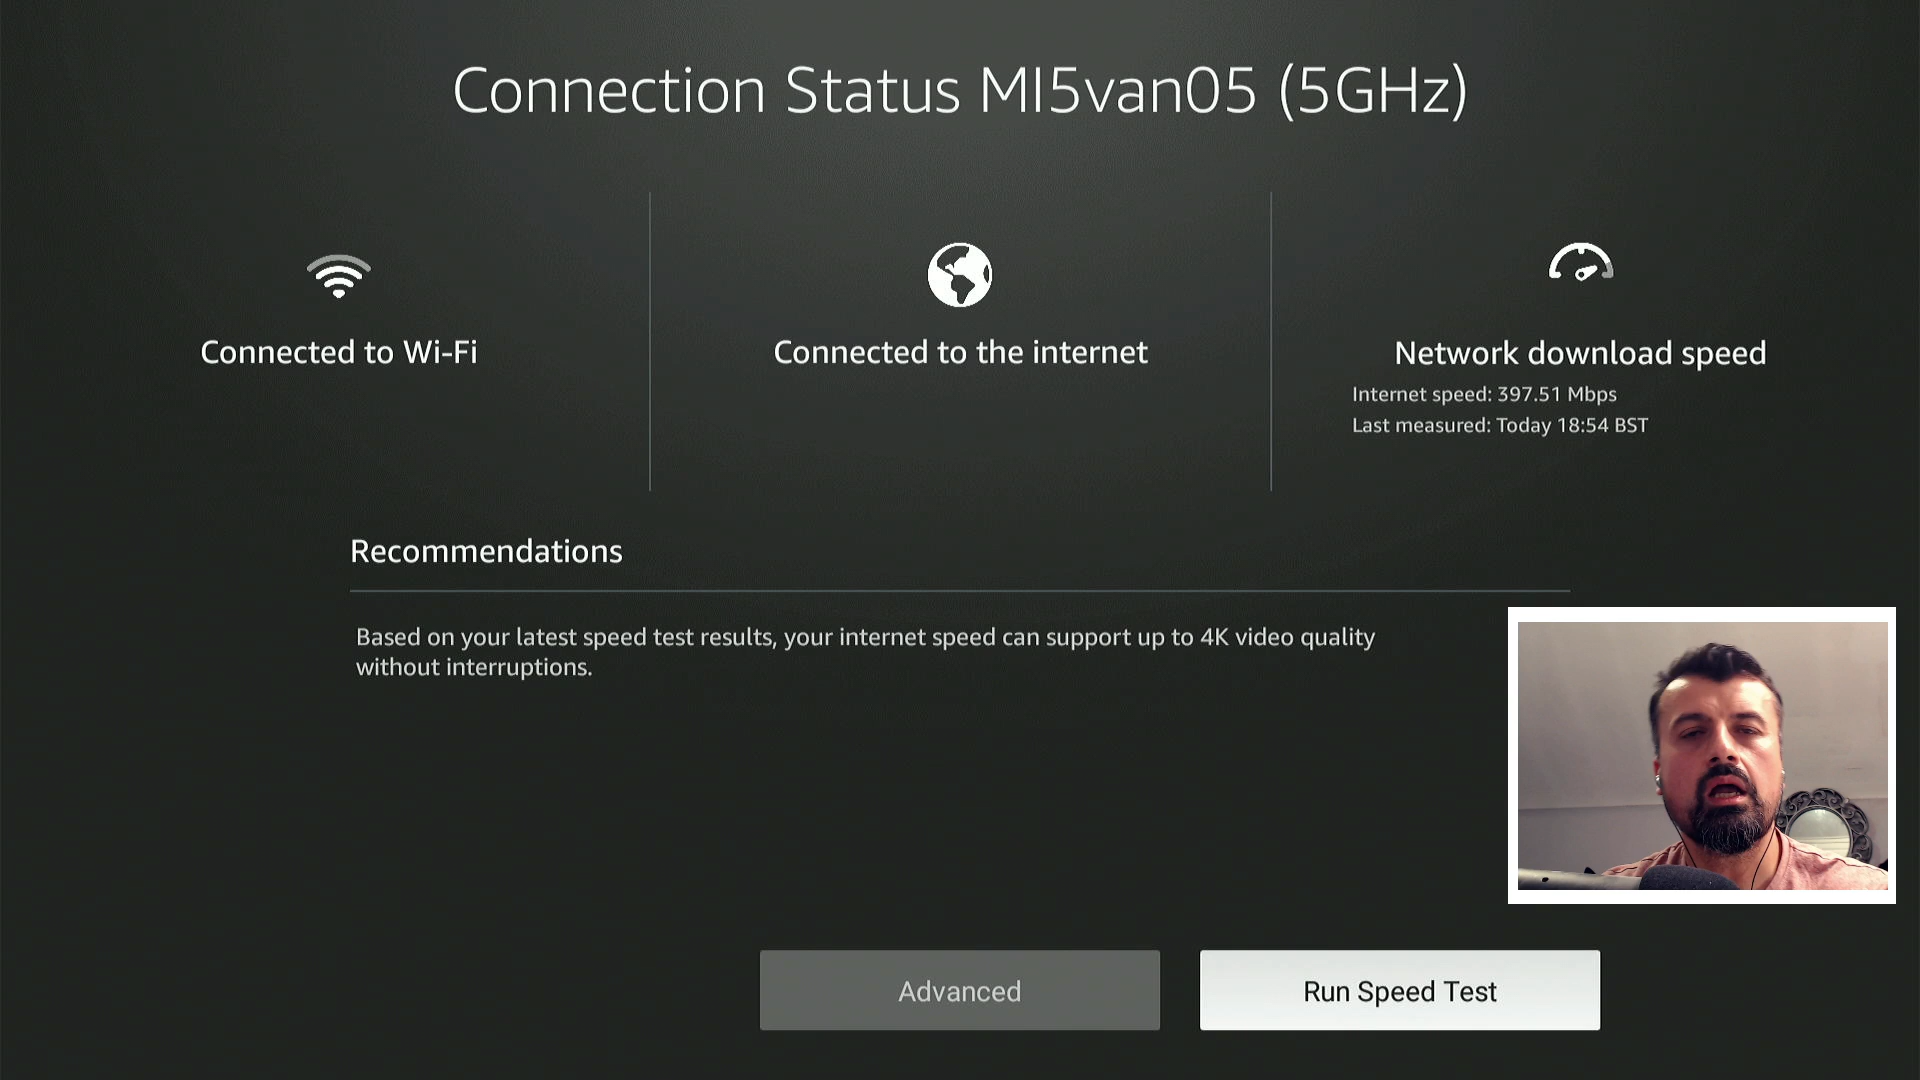 Connection Status MI5van05 (5GHz)
Connected to Wi-Fi
Connected to the internet
Network download speed
Internet speed: 397.51 Mbps
Last measured: Today 18:54 BST
Recommendations
Based on your latest speed test results, your internet speed can support up to 4K video quality
without interruptions.
Advanced
Run Speed Test